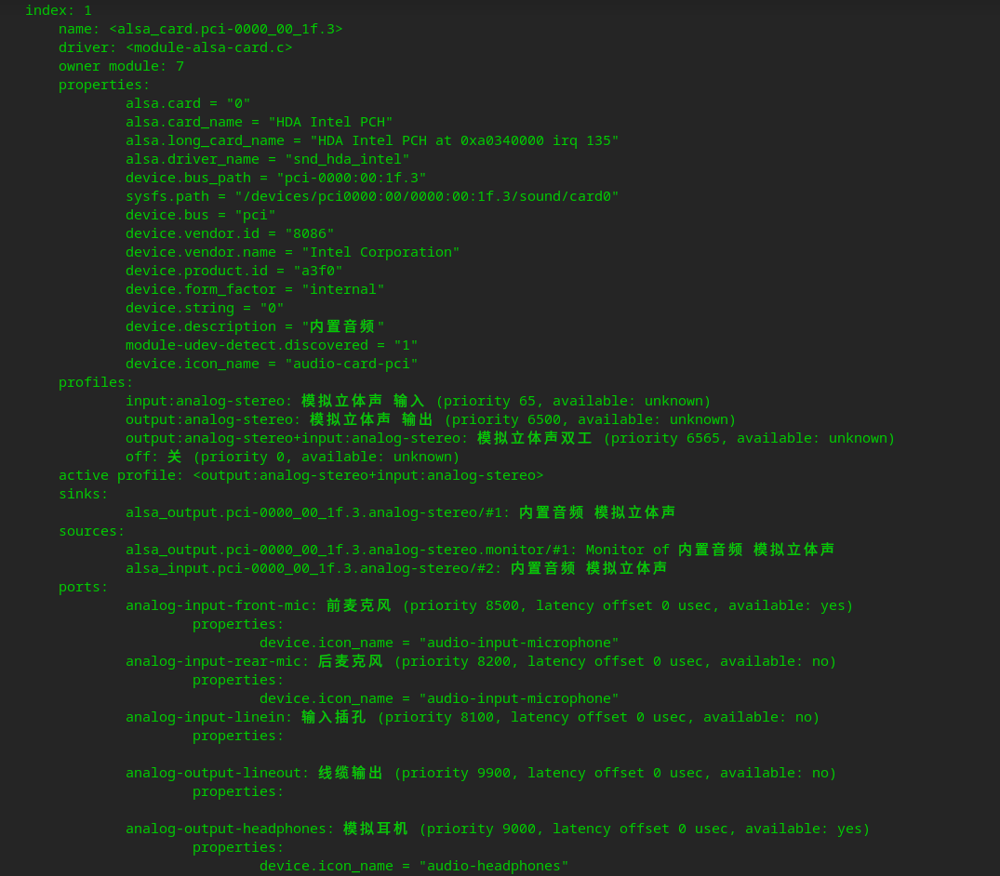 index: 1
name: <alsa_card.pci-0000_00_1f.3>
driver: <module-alsa-card.c>
owner module: 7
properties:
alsa.card = "0"
alsa.card_name = "HDA Intel PCH"
alsa.long_card_name = "HDA Intel PCH at 0xa0340000 irq 135"
alsa.driver_name = "snd_hda_intel"
device.bus_path = "pci-0000:00:1f.3"
sysfs.path = "/devices/pci0000:00/0000:00:1f.3/sound/card0"
device.bus = "pci"
device.vendor.id = "8086"
device.vendor.name = "Intel Corporation"
device.product.id = "a3f0"
device.form_factor = "internal"
device.string = "0"
device.description = "内置音频"
module-udev-detect.discovered = "1"
device.icon_name = "audio-card-pci"
profiles:
input:analog-stereo: 模拟立体声 输入 (priority 65, available: unknown)
output:analog-stereo: 模拟立体声 输出 (priority 6500, available: unknown)
output:analog-stereo+input:analog-stereo: 模拟立体声双工 (priority 6565, available: unknown)
off: 关 (priority 0, available: unknown)
active profile: <output:analog-stereo+input:analog-stereo>
sinks:
alsa_output.pci-0000_00_1f.3.analog-stereo/#1: 内置音频 模拟立体声
sources:
alsa_output.pci-0000_00_1f.3.analog-stereo.monitor/#1: Monitor of 内置音频 模拟立体声
alsa_input.pci-0000_00_1f.3.analog-stereo/#2: 内置音频 模拟立体声
ports:
analog-input-front-mic: 前麦克风 (priority 8500, latency offset 0 usec, available: yes)
properties:
device.icon_name = "audio-input-microphone"
analog-input-rear-mic: 后麦克风 (priority 8200, latency offset 0 usec, available: no)
properties:
device.icon_name = "audio-input-microphone"
analog-input-linein: 输入插孔 (priority 8100, latency offset 0 usec, available: no)
properties:
analog-output-lineout: 线缆输出 (priority 9900, latency offset 0 usec, available: no)
properties:
analog-output-headphones: 模拟耳机 (priority 9000, latency offset 0 usec, available: yes)
properties:
device.icon_name = "audio-headphones"